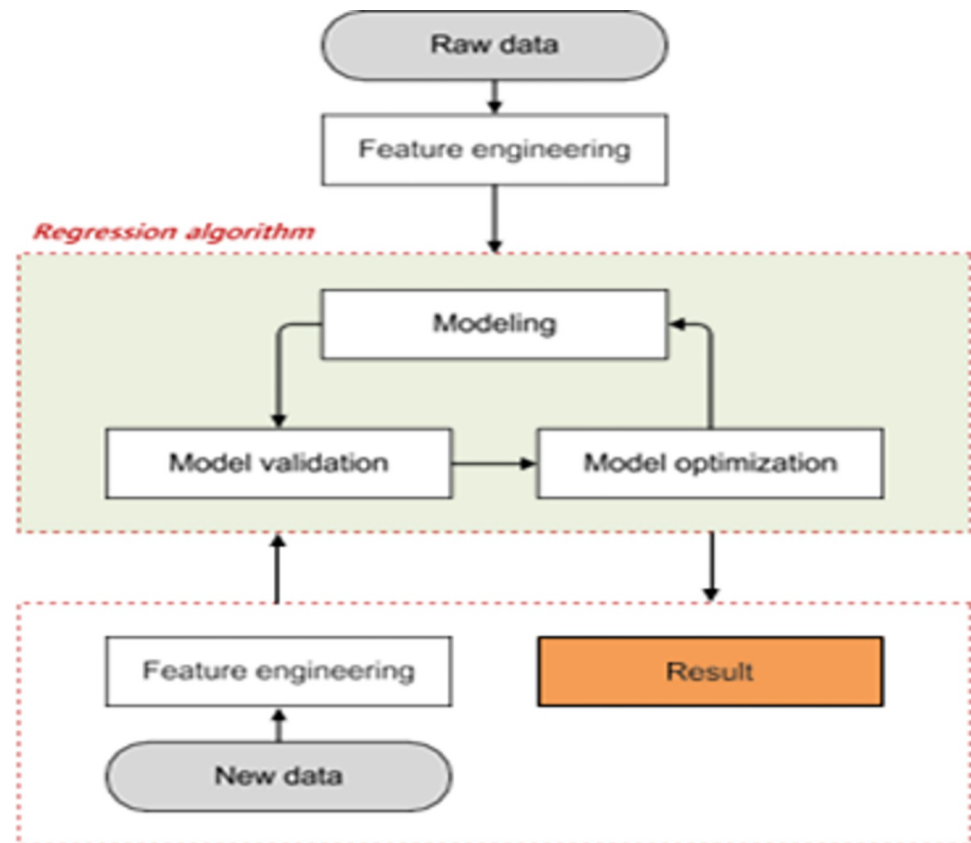 Raw data
Feature engineering
Regression algorithm
Modeling
Model validation
Model optimization
Feature engineering
Result
New data